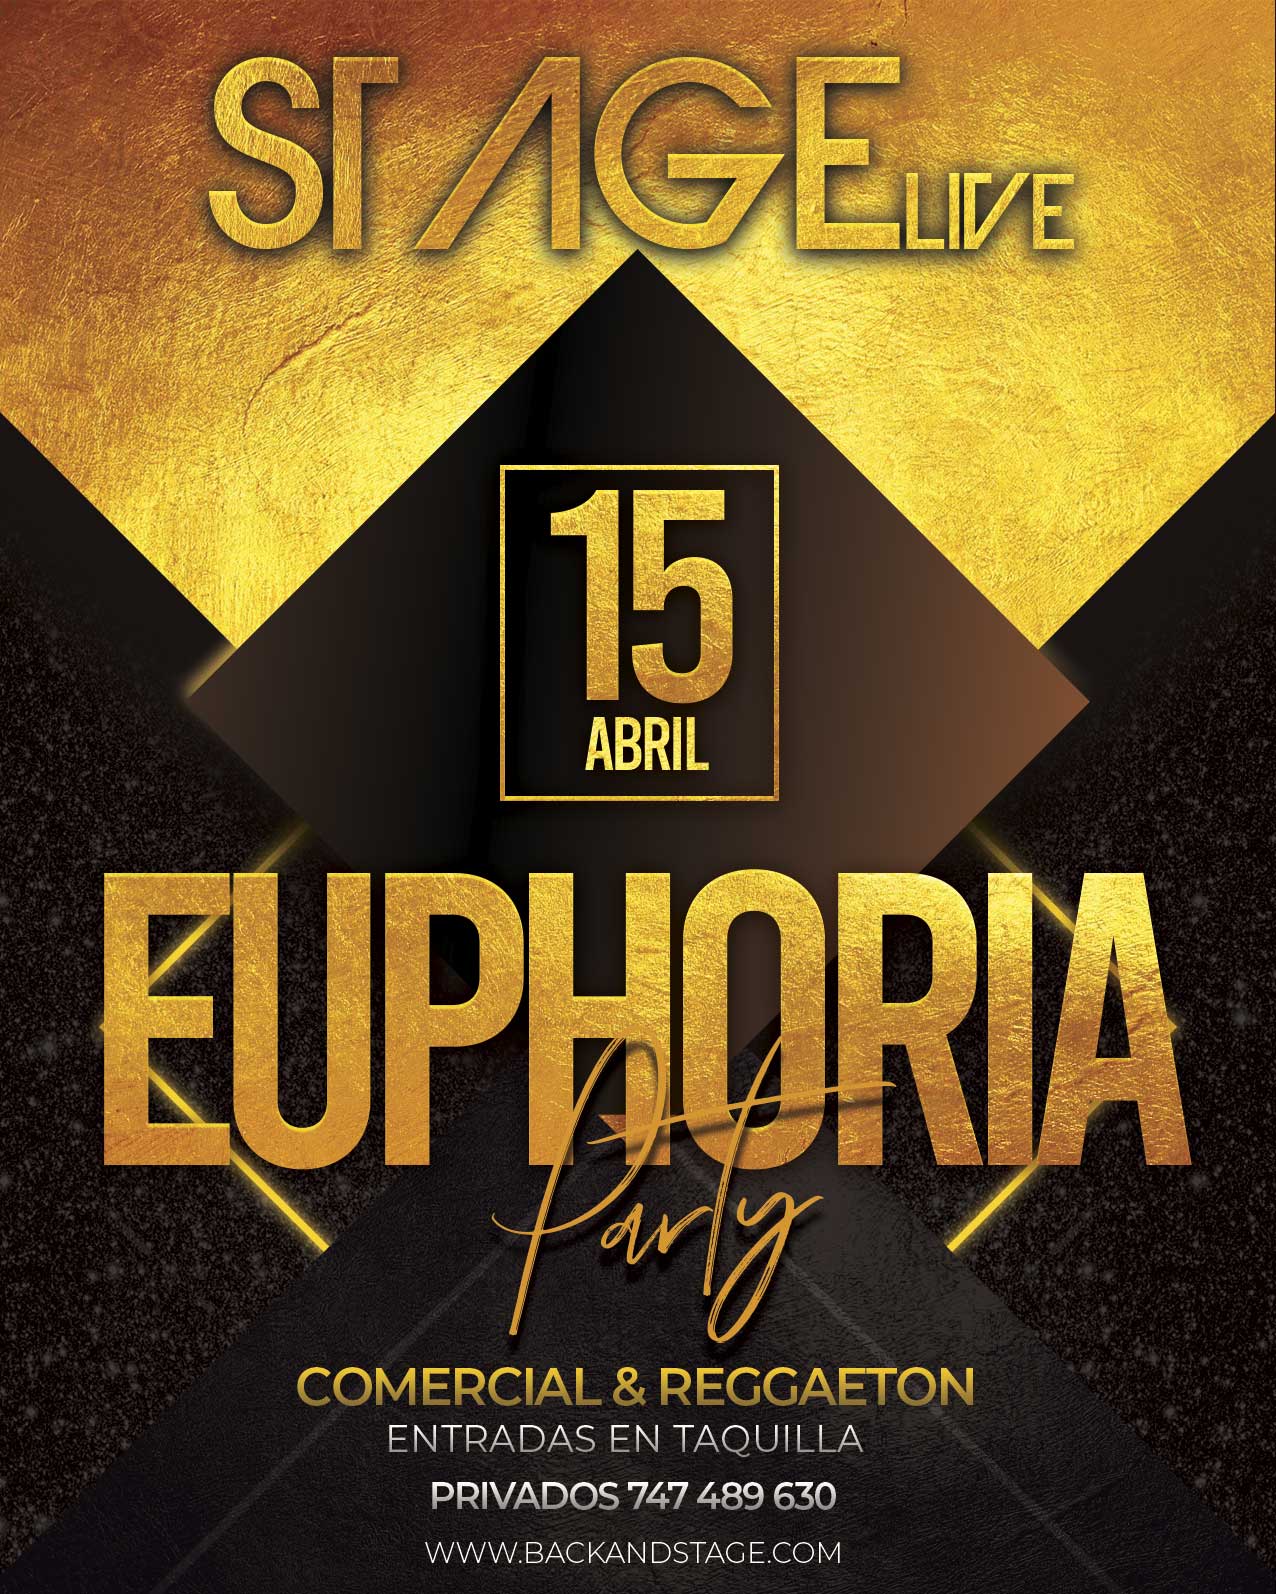 STAGE LIVE
15
ABRIL
EUPHORIA
Party
COMERCIAL & REGGAETON
ENTRADAS EN TAQUILLA
PRIVADOS 747 489 630
WWW.BACKANDSTAGE.COM